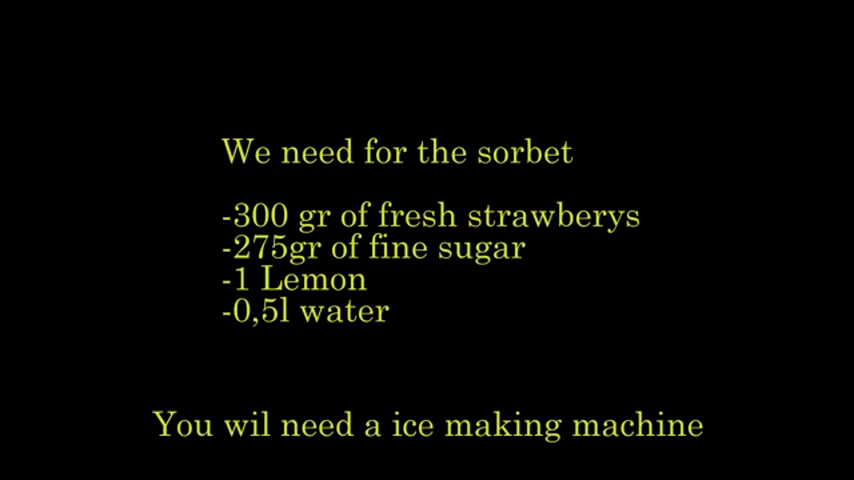 We need for the sorbet
-300 gr of fresh strawberys
-275gr of fine sugar
-1 Lemon
-0,5l water
You wil need a ice making machine